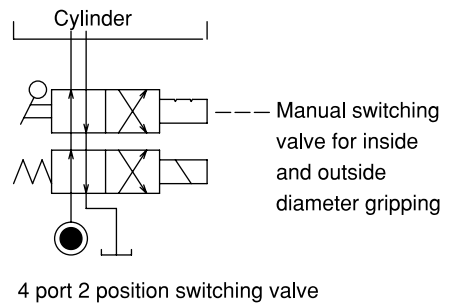 Cylinder
Manual switching
valve for inside
and outside
diameter gripping
4 port 2 position switching valve